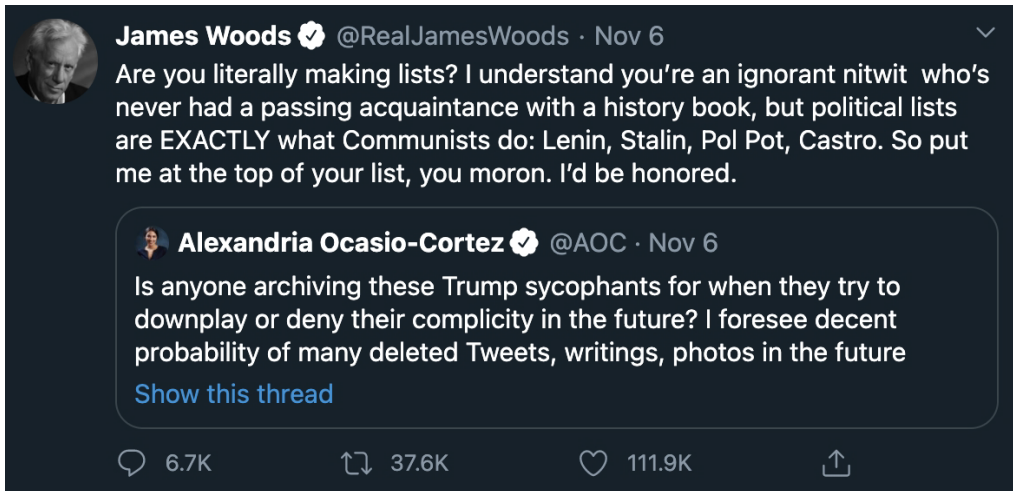 James Woods @RealJamesWoods · Nov 6
Are you literally making lists? I understand you’re an ignorant nitwit who’s
never had a passing acquaintance with a history book, but political lists
are EXACTLY what Communists do: Lenin, Stalin, Pol Pot, Castro. So put
me at the top of your list, you moron. I’d be honored.
Alexandria Ocasio-Cortez @AOC · Nov 6
Is anyone archiving these Trump sycophants for when they try to
downplay or deny their complicity in the future? I foresee decent
probability of many deleted Tweets, writings, photos in the future
Show this thread
6.7K 37.6K 111.9K